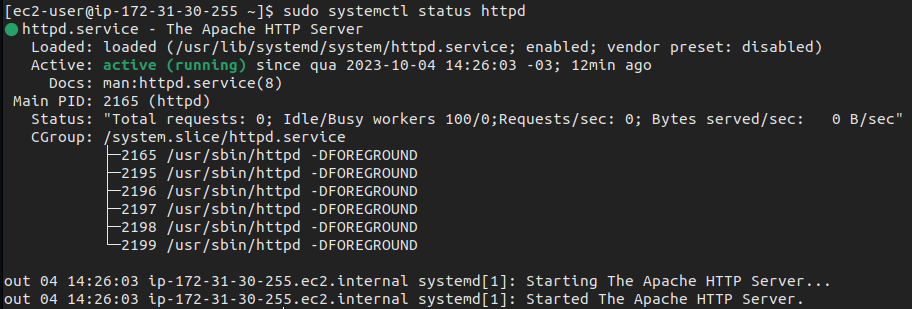 [ec2-user@ip-172-31-30-255 ~]$ sudo systemctl status httpd
● httpd.service - The Apache HTTP Server
   Loaded: loaded (/usr/lib/systemd/system/httpd.service; enabled; vendor preset: disabled)
   Active: active (running) since qua 2023-10-04 14:26:03 -03; 12min ago
     Docs: man:httpd.service(8)
 Main PID: 2165 (httpd)
   Status: "Total requests: 0; Idle/Busy workers 100/0;Requests/sec: 0; Bytes served/sec:   0 B/sec"
   CGroup: /system.slice/httpd.service
           ├─2165 /usr/sbin/httpd -DFOREGROUND
           ├─2195 /usr/sbin/httpd -DFOREGROUND
           ├─2196 /usr/sbin/httpd -DFOREGROUND
           ├─2197 /usr/sbin/httpd -DFOREGROUND
           ├─2198 /usr/sbin/httpd -DFOREGROUND
           └─2199 /usr/sbin/httpd -DFOREGROUND

out 04 14:26:03 ip-172-31-30-255.ec2.internal systemd[1]: Starting The Apache HTTP Server...
out 04 14:26:03 ip-172-31-30-255.ec2.internal systemd[1]: Started The Apache HTTP Server.